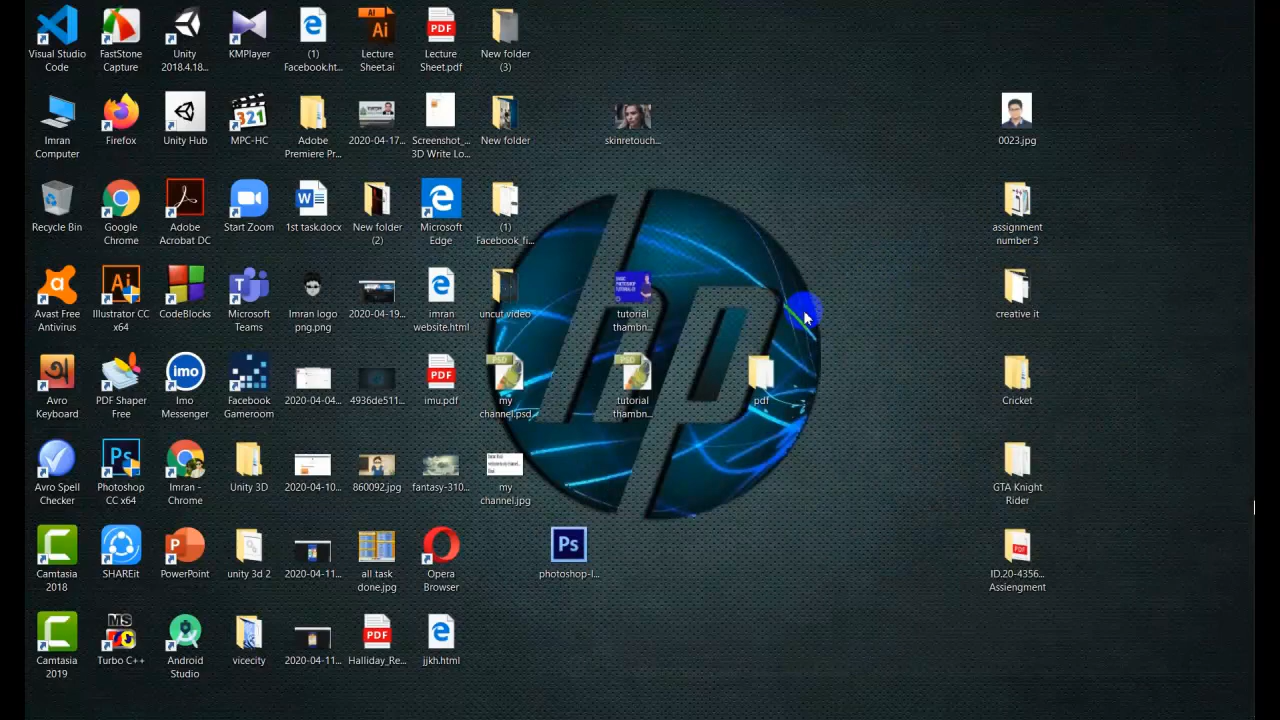 Visual Studio
Code
FastStone
Capture
Unity
2018.4.18...
KMPlayer
(1)
Facebook.ht...
Lecture
Sheet.ai
Lecture
Sheet.pdf
New folder
(3)
Imran
Computer
Firefox
Unity Hub
MPC-HC
Adobe
Premiere Pr...
2020-04-17...
Screenshot_...
3D Write Lo...
New folder
skinretouch...
0023.jpg
Recycle Bin
Google
Chrome
Adobe
Acrobat DC
Start Zoom
1st task.docx
New folder
(2)
Microsoft
Edge
(1)
Facebook_fi...
assignment
number 3
Avast Free
Antivirus
Illustrator CC
x64
CodeBlocks
Microsoft
Teams
Imran logo
png.png
2020-04-19...
imran
website.html
uncut video
tutorial
thambn...
creative it
Avro
Keyboard
PDF Shaper
Free
Imo
Messenger
Facebook
Gameroom
2020-04-04...
4936de511...
imu.pdf
my
channel.psd
tutorial
thambn...
pdf
Cricket
Avro Spell
Checker
Photoshop
CC x64
Imran -
Chrome
Unity 3D
2020-04-10...
860092.jpg
fantasy-310...
my
channel.jpg
GTA Knight
Rider
Camtasia
2018
SHAREit
PowerPoint
unity 3d 2
2020-04-11...
all task
done.jpg
Opera
Browser
photoshop-l...
ID.20-4356...
Assiengment
Camtasia
2019
Turbo C++
Android
Studio
vicecity
2020-04-11...
Halliday_Re...
jjkh.html